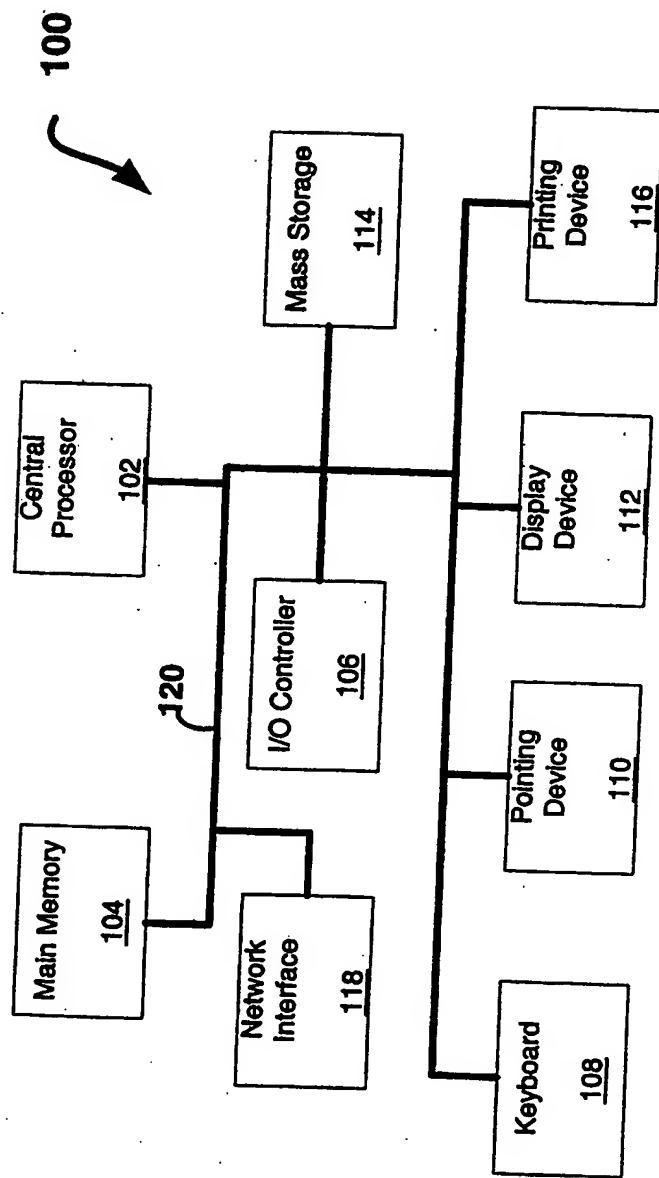 100
Main Memory
104
Central
Processor
102
120
Network
Interface
118
I/O Controller
106
Mass Storage
114
Keyboard
108
Pointing
Device
110
Display
Device
112
Printing
Device
116